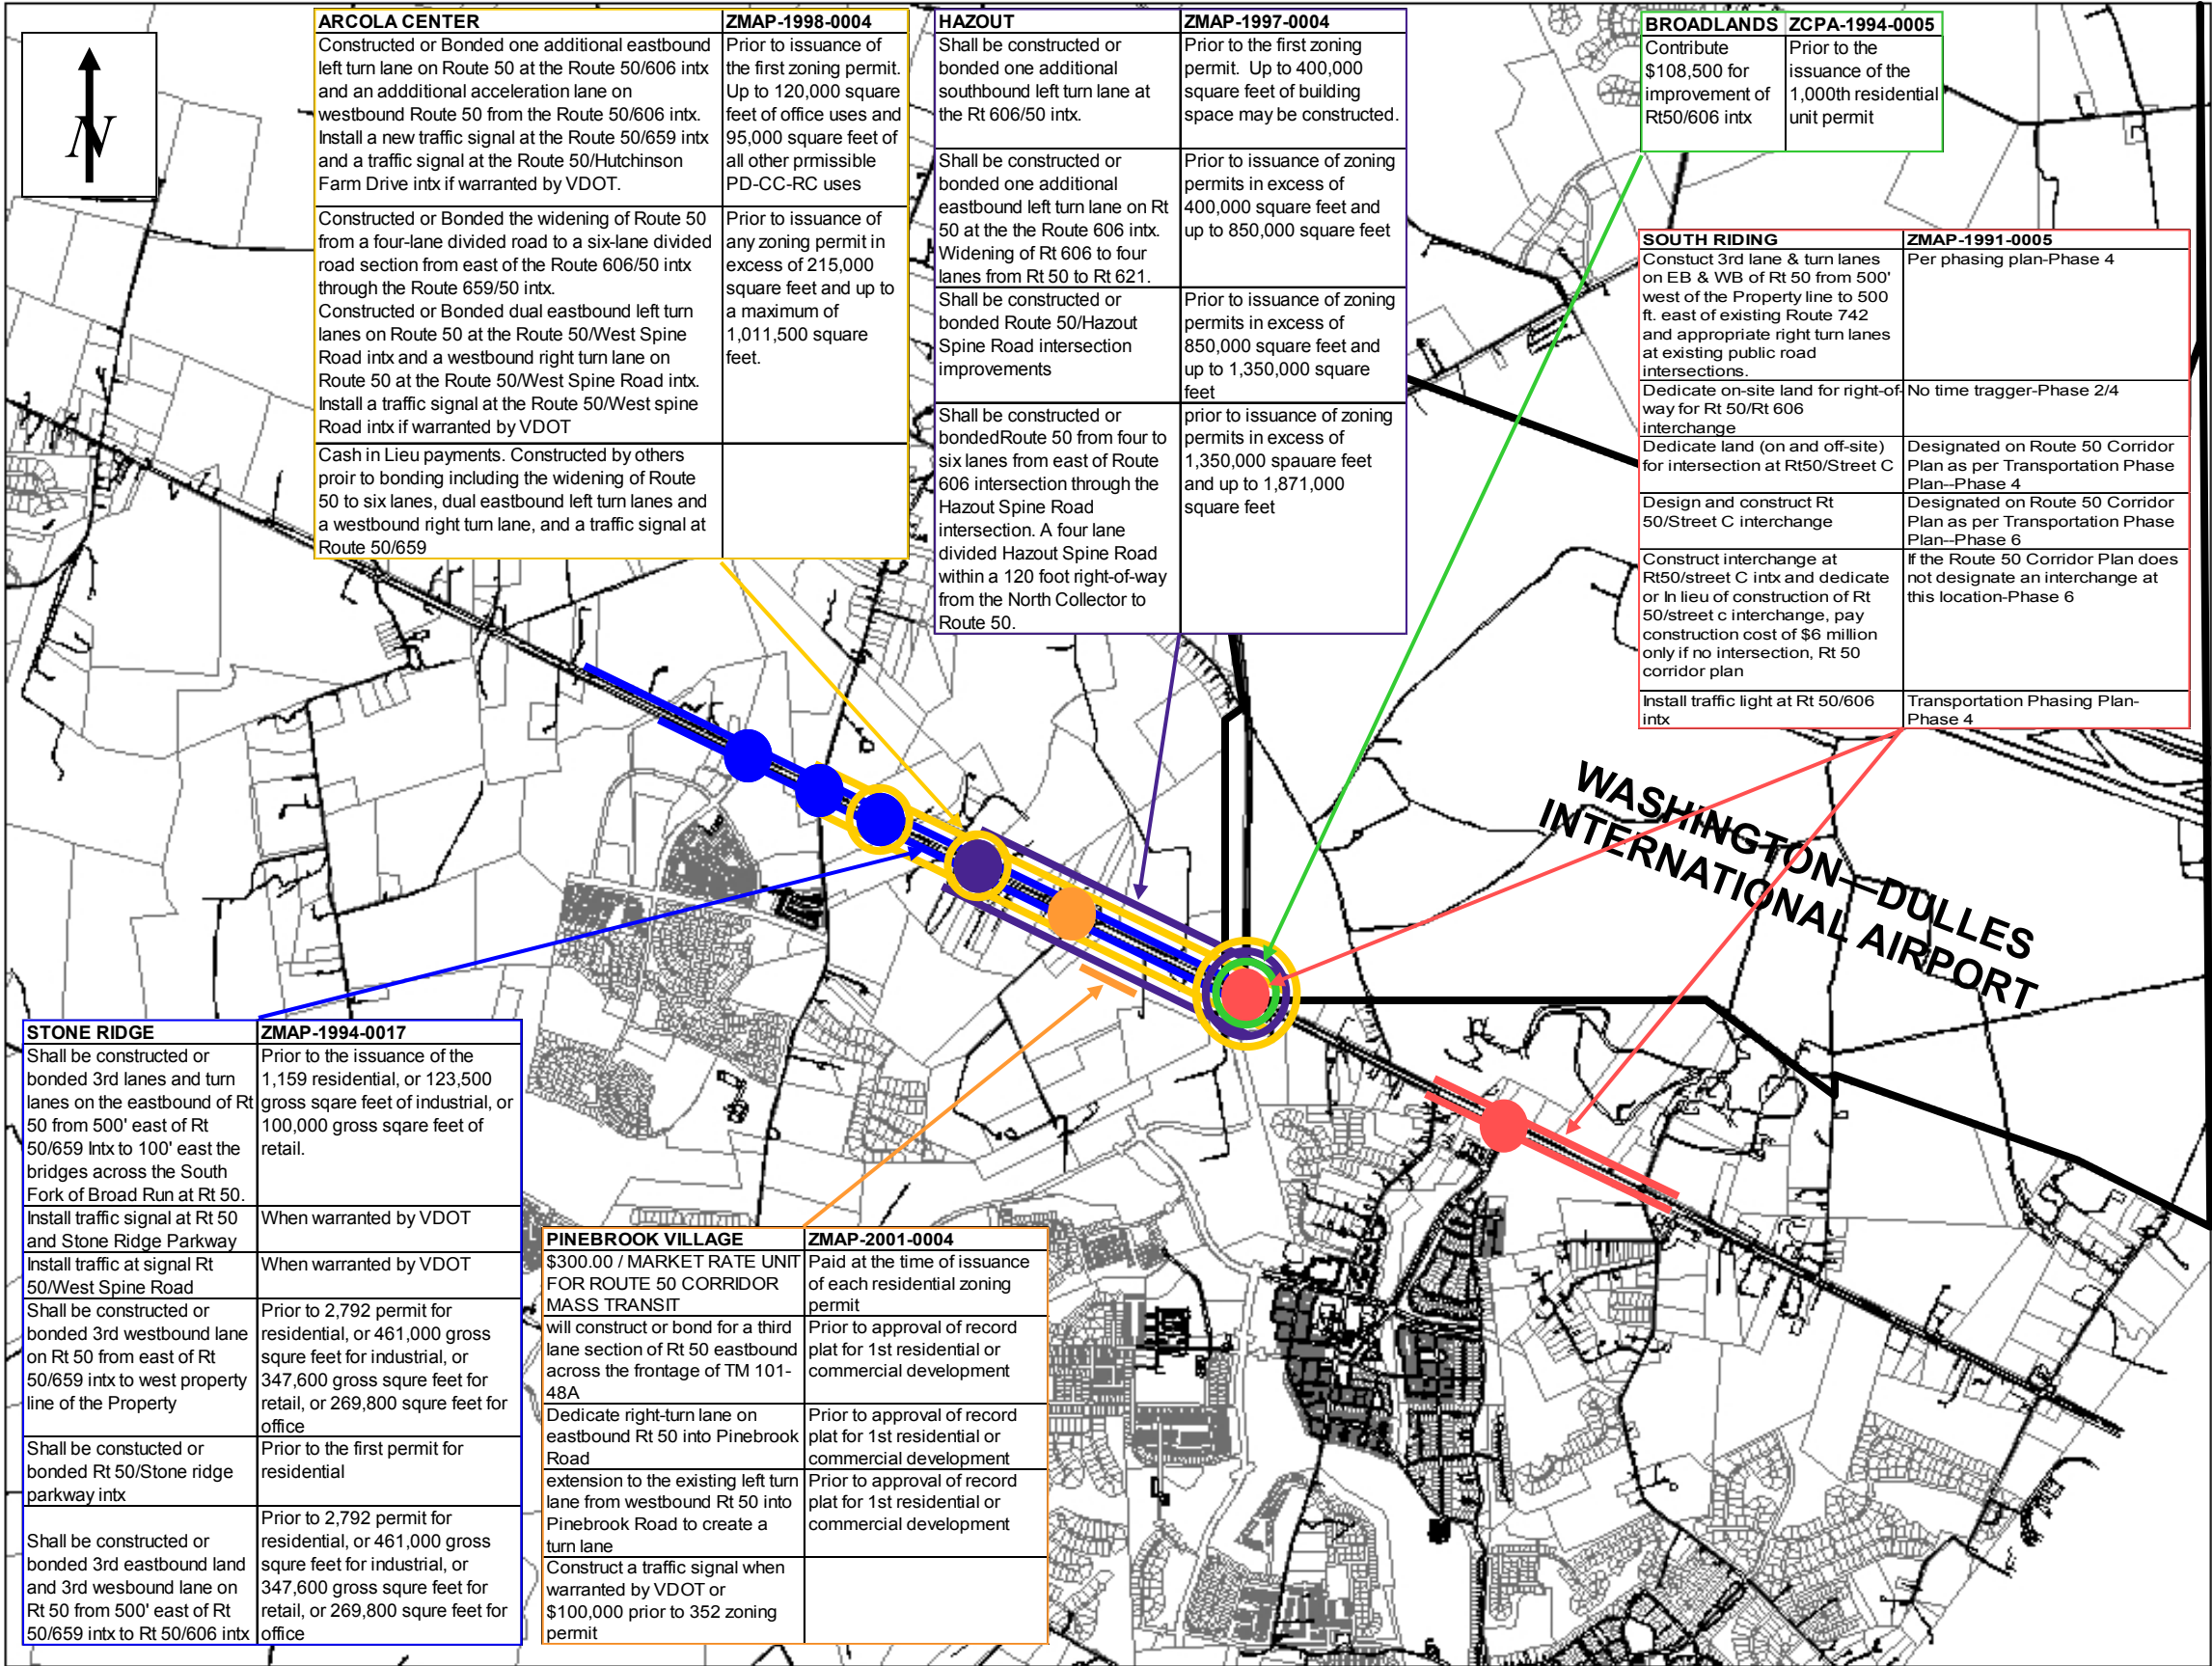 N
ARCOLA CENTER
ZMAP-1998-0004
Constructed or Bonded one additional eastbound
left turn lane on Route 50 at the Route 50/606 intx
and an addditional acceleration lane on
westbound Route 50 from the Route 50/606 intx.
Install a new traffic signal at the Route 50/659 intx
and a traffic signal at the Route 50/Hutchinson
Farm Drive intx if warranted by VDOT.
Prior to issuance of
the first zoning permit.
Up to 120,000 square
feet of office uses and
95,000 square feet of
all other prmissible
PD-CC-RC uses
Constructed or Bonded the widening of Route 50
from a four-lane divided road to a six-lane divided
road section from east of the Route 606/50 intx
through the Route 659/50 intx.
Constructed or Bonded dual eastbound left turn
lanes on Route 50 at the Route 50/West Spine
Road intx and a westbound right turn lane on
Route 50 at the Route 50/West Spine Road intx.
Install a traffic signal at the Route 50/West spine
Road intx if warranted by VDOT
Prior to issuance of
any zoning permit in
excess of 215,000
square feet and up to
a maximum of
1,011,500 square
feet.
Cash in Lieu payments. Constructed by others
proir to bonding including the widening of Route
50 to six lanes, dual eastbound left turn lanes and
a westbound right turn lane, and a traffic signal at
Route 50/659
HAZOUT
ZMAP-1997-0004
Shall be constructed or
bonded one additional
southbound left turn lane at
the Rt 606/50 intx.
Prior to the first zoning
permit. Up to 400,000
square feet of building
space may be constructed.
Shall be constructed or
bonded one additional
eastbound left turn lane on Rt
50 at the the Route 606 intx.
Widening of Rt 606 to four
lanes from Rt 50 to Rt 621.
Prior to issuance of zoning
permits in excess of
400,000 square feet and
up to 850,000 square feet
Shall be constructed or
bonded Route 50/Hazout
Spine Road intersection
improvements
Prior to issuance of zoning
permits in excess of
850,000 square feet and
up to 1,350,000 square
feet
Shall be constructed or
bondedRoute 50 from four to
six lanes from east of Route
606 intersection through the
Hazout Spine Road
intersection. A four lane
divided Hazout Spine Road
within a 120 foot right-of-way
from the North Collector to
Route 50.
prior to issuance of zoning
permits in excess of
1,350,000 spauare feet
and up to 1,871,000
square feet
BROADLANDS
ZCPA-1994-0005
Contribute
$108,500 for
improvement of
Rt50/606 intx
Prior to the
issuance of the
1,000th residential
unit permit
SOUTH RIDING
ZMAP-1991-0005
Constuct 3rd lane & turn lanes
on EB & WB of Rt 50 from 500'
west of the Property line to 500
ft. east of existing Route 742
and appropriate right turn lanes
at existing public road
intersections.
Per phasing plan-Phase 4
Dedicate on-site land for right-of-
way for Rt 50/Rt 606
interchange
No time tragger-Phase 2/4
Dedicate land (on and off-site)
for intersection at Rt50/Street C
Designated on Route 50 Corridor
Plan as per Transportation Phase
Plan--Phase 4
Design and construct Rt
50/Street C interchange
Designated on Route 50 Corridor
Plan as per Transportation Phase
Plan--Phase 6
Construct interchange at
Rt50/street C intx and dedicate
or In lieu of construction of Rt
50/street c interchange, pay
construction cost of $6 million
only if no intersection, Rt 50
corridor plan
If the Route 50 Corridor Plan does
not designate an interchange at
this location-Phase 6
Install traffic light at Rt 50/606
intx
Transportation Phasing Plan-
Phase 4
WASHINGTON—DULLES
INTERNATIONAL AIRPORT
STONE RIDGE
ZMAP-1994-0017
Shall be constructed or
bonded 3rd lanes and turn
lanes on the eastbound of Rt
50 from 500' east of Rt
50/659 Intx to 100' east the
bridges across the South
Fork of Broad Run at Rt 50.
Prior to the issuance of the
1,159 residential, or 123,500
gross sqare feet of industrial, or
100,000 gross sqare feet of
retail.
Install traffic signal at Rt 50
and Stone Ridge Parkway
When warranted by VDOT
Install traffic at signal Rt
50/West Spine Road
When warranted by VDOT
Shall be constructed or
bonded 3rd westbound lane
on Rt 50 from east of Rt
50/659 intx to west property
line of the Property
Prior to 2,792 permit for
residential, or 461,000 gross
squre feet for industrial, or
347,600 gross squre feet for
retail, or 269,800 squre feet for
office
Shall be constucted or
bonded Rt 50/Stone ridge
parkway intx
Prior to the first permit for
residential
Shall be constructed or
bonded 3rd eastbound land
and 3rd wesbound lane on
Rt 50 from 500' east of Rt
50/659 intx to Rt 50/606 intx
Prior to 2,792 permit for
residential, or 461,000 gross
squre feet for industrial, or
347,600 gross squre feet for
retail, or 269,800 squre feet for
office
PINEBROOK VILLAGE
ZMAP-2001-0004
$300.00 / MARKET RATE UNIT
FOR ROUTE 50 CORRIDOR
MASS TRANSIT
Paid at the time of issuance
of each residential zoning
permit
will construct or bond for a third
lane section of Rt 50 eastbound
across the frontage of TM 101-
48A
Prior to approval of record
plat for 1st residential or
commercial development
Dedicate right-turn lane on
eastbound Rt 50 into Pinebrook
Road
Prior to approval of record
plat for 1st residential or
commercial development
extension to the existing left turn
lane from westbound Rt 50 into
Pinebrook Road to create a
turn lane
Prior to approval of record
plat for 1st residential or
commercial development
Construct a traffic signal when
warranted by VDOT or
$100,000 prior to 352 zoning
permit